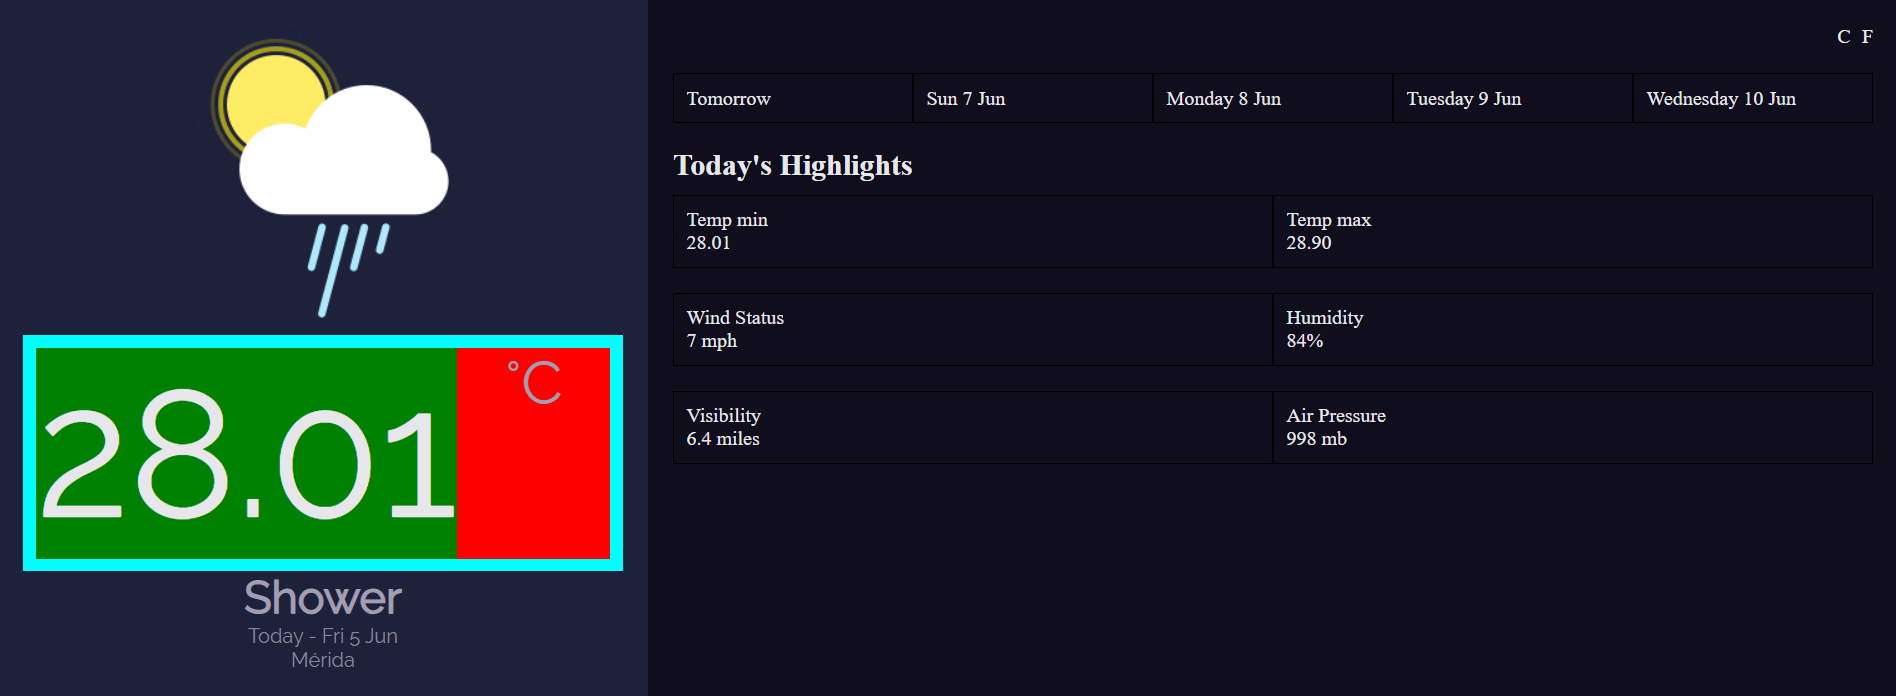 28.01 °C
Shower
Today - Fri 5 Jun
Mérida
C F
Tomorrow
Sun 7 Jun
Monday 8 Jun
Tuesday 9 Jun
Wednesday 10 Jun
Today's Highlights
Temp min
28.01
Temp max
28.90
Wind Status
7 mph
Humidity
84%
Visibility
6.4 miles
Air Pressure
998 mb